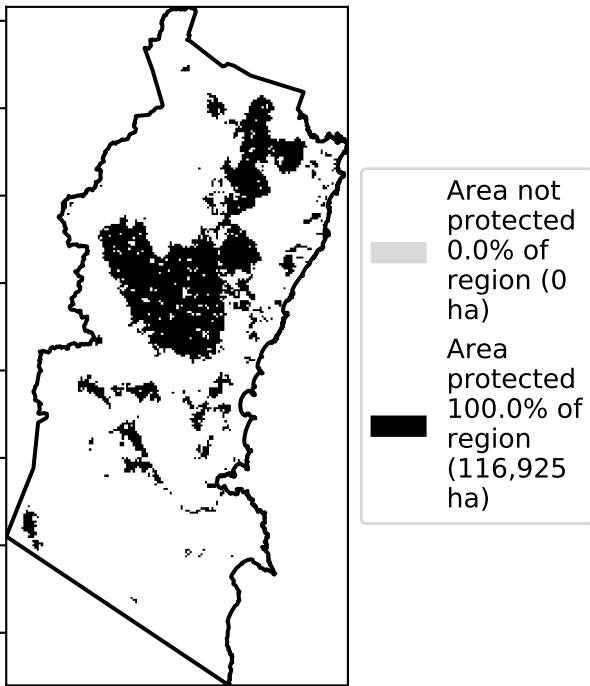 Area not
protected
0.0% of
region (0
ha)
Area
protected
100.0% of
region
(116,925
ha)